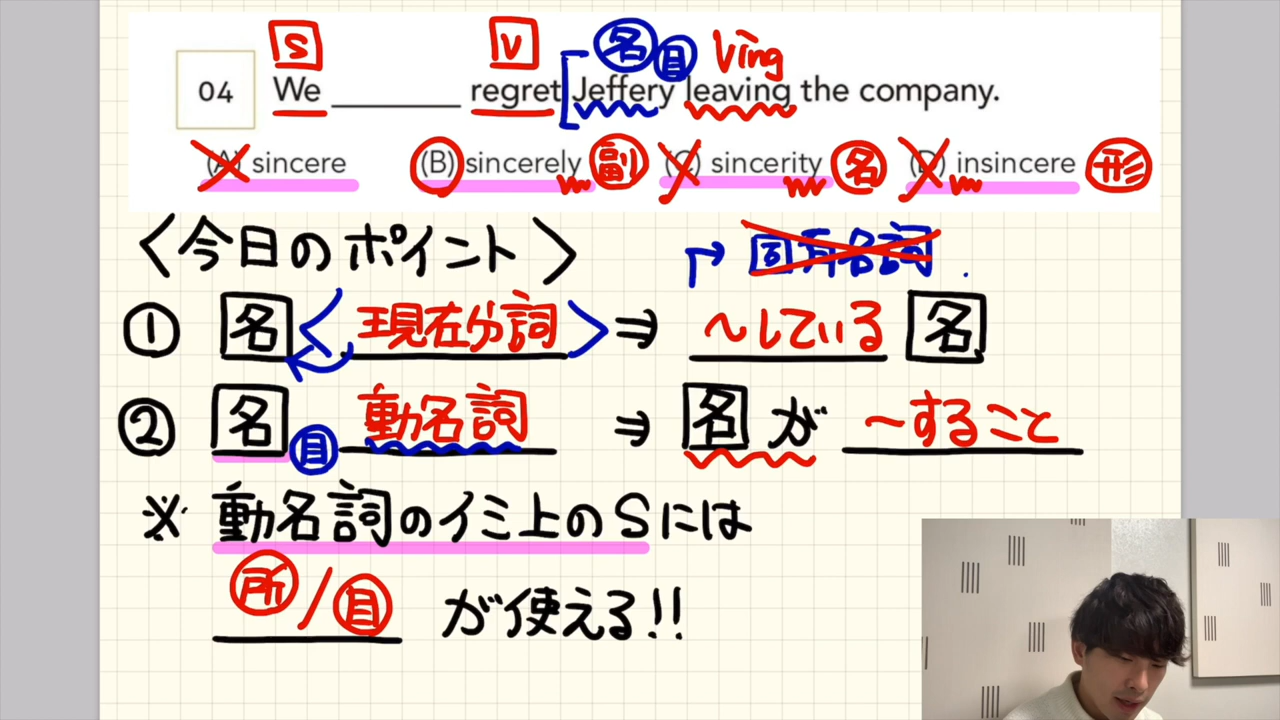 S V 名 目 Ving
04 We ________ regret Jeffery leaving the company.
(A) sincere (B) sincerely 副 (C) sincerity 名 (D) insincere 形
<今日のポイント> 固有名詞
① 名 <現在分詞> ⇒ 〜している 名
② 名 目 動名詞 ⇒ 名 が 〜すること
※ 動名詞のイミ上のSには
所/目 が使える!!